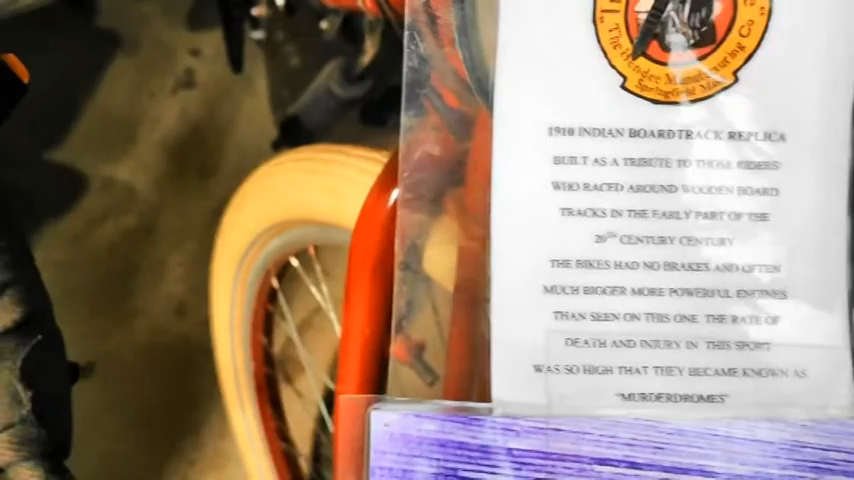 The Hendee Manufacturing Co
Springfield Mass
1910 INDIAN BOARDTRACK REPLICA
BUILT AS A TRIBUTE TO THOSE RIDERS
WHO RACED AROUND WOODEN BOARD
TRACKS IN THE EARLY PART OF THE
20TH CENTURY CENTURY
THE BIKES HAD NO BRAKES AND OFTEN
MUCH BIGGER MORE POWERFUL ENGINES
THAN SEEN ON THIS ONE THE RATE OF
DEATH AND INJURY IN THIS SPORT
WAS SO HIGH THAT THEY BECAME KNOWN AS
"MURDERDROMES"